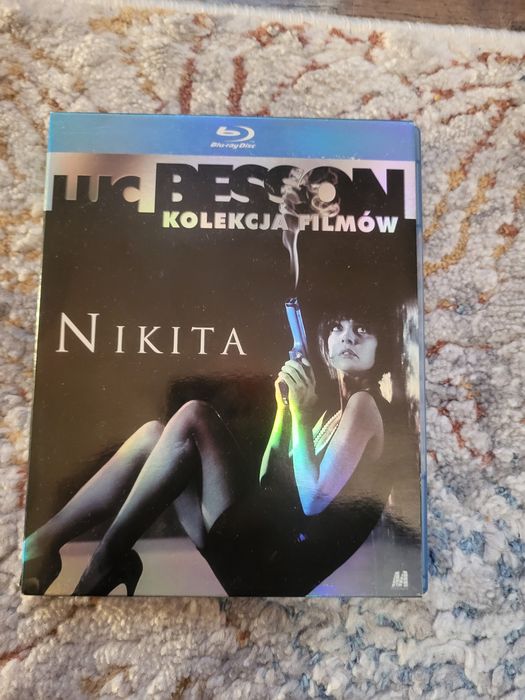 Blu-ray Disc
LUC BESSON
KOLEKCJA FILMÓW
NIKITA
M